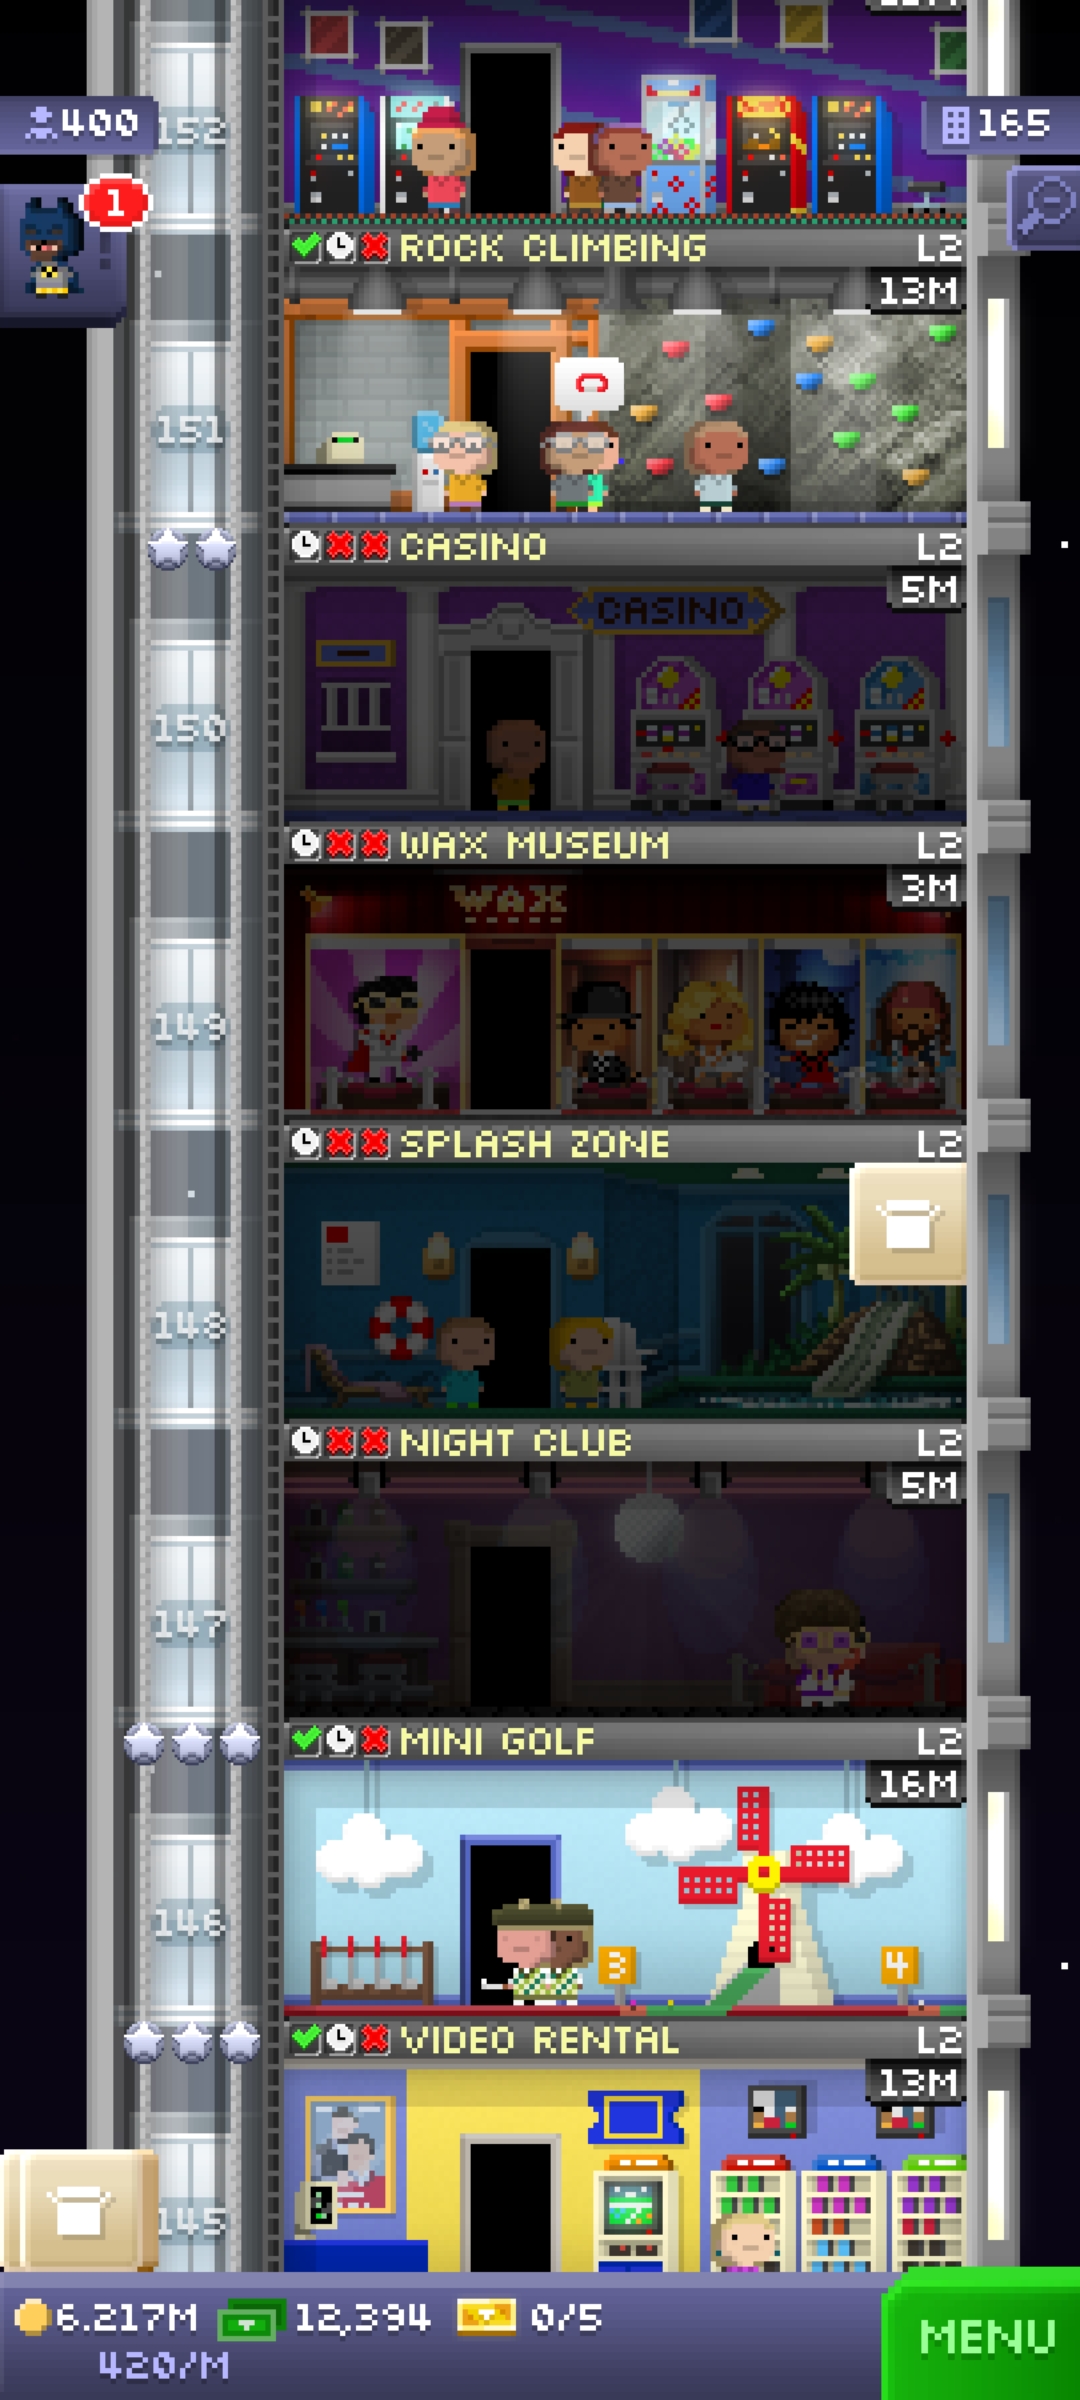 152
400
165
1
ROCK CLIMBING L2
13M
151
CASINO L2
5M
CASINO
150
WAX MUSEUM L2
3M
WAX
149
SPLASH ZONE L2
148
NIGHT CLUB L2
5M
147
MINI GOLF L2
16M
146
3
4
VIDEO RENTAL L2
13M
145
6.217M 12,394 0/5
420/M
MENU